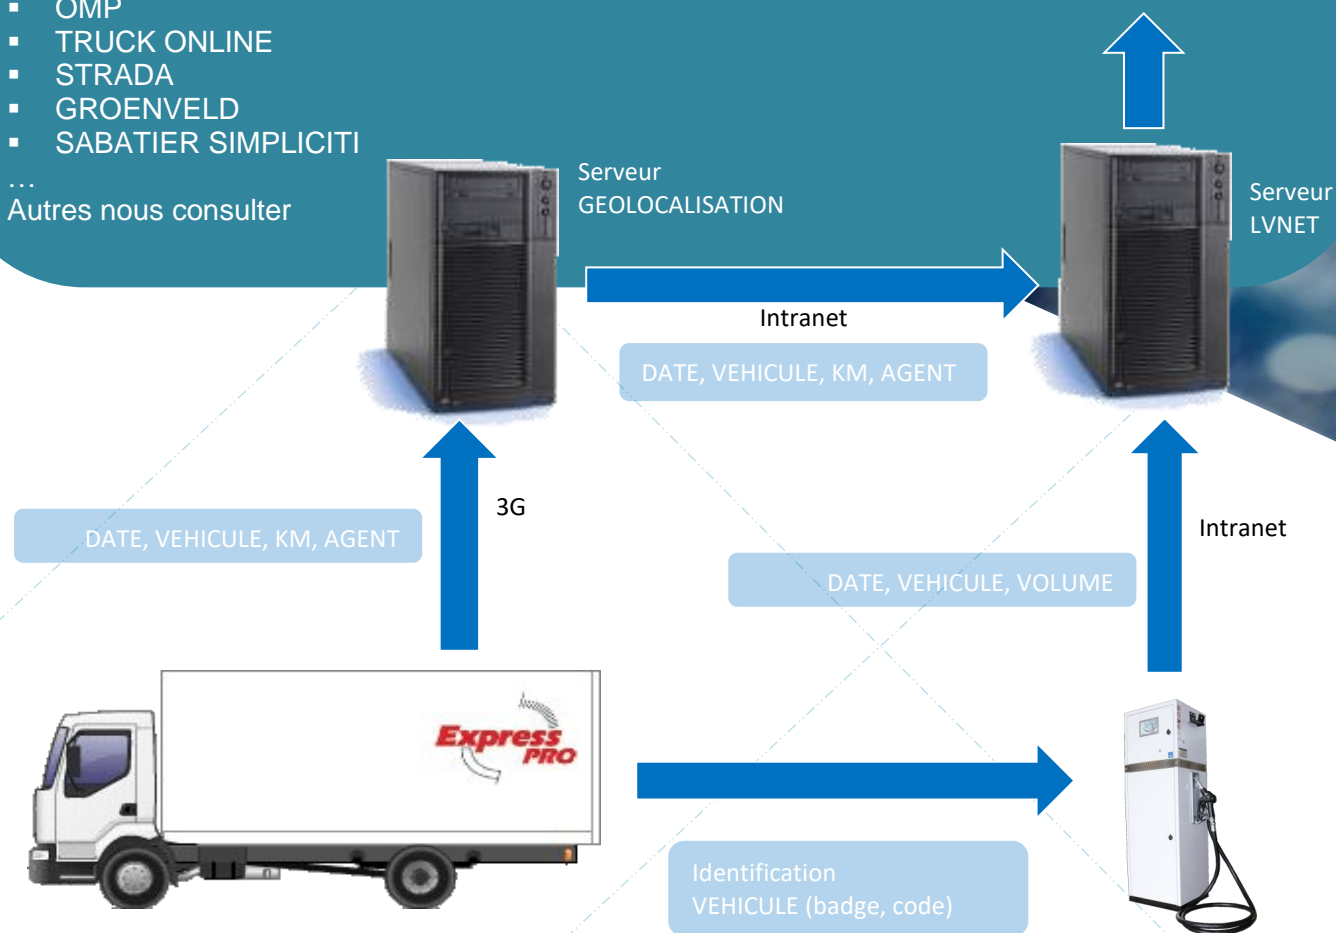 OMP
TRUCK ONLINE
STRADA
GROENVELD
SABATIER SIMPLICITI
…
Autres nous consulter
Serveur
GEOLOCALISATION
Serveur
LVNET
Intranet
DATE, VEHICULE, KM, AGENT
3G
DATE, VEHICULE, KM, AGENT
Intranet
DATE, VEHICULE, VOLUME
Express
PRO
Identification
VEHICULE (badge, code)